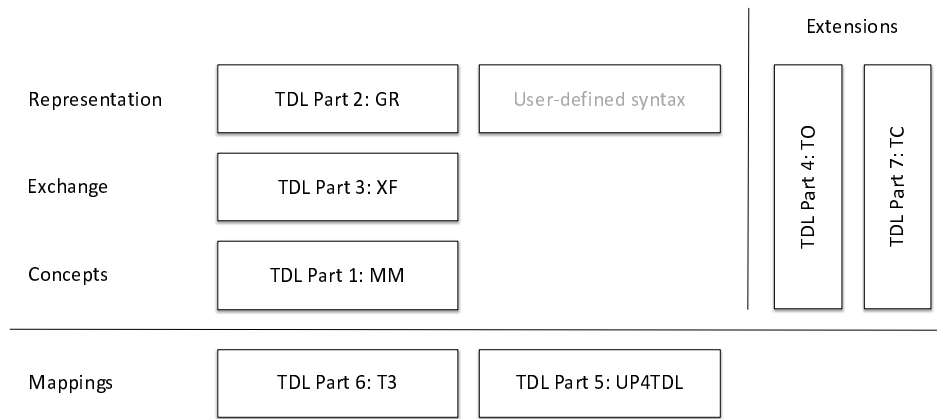 Extensions
Representation
TDL Part 2: GR
User-defined syntax
TDL Part 4: TO
TDL Part 7: TC
Exchange
TDL Part 3: XF
Concepts
TDL Part 1: MM
Mappings
TDL Part 6: T3
TDL Part 5: UP4TDL